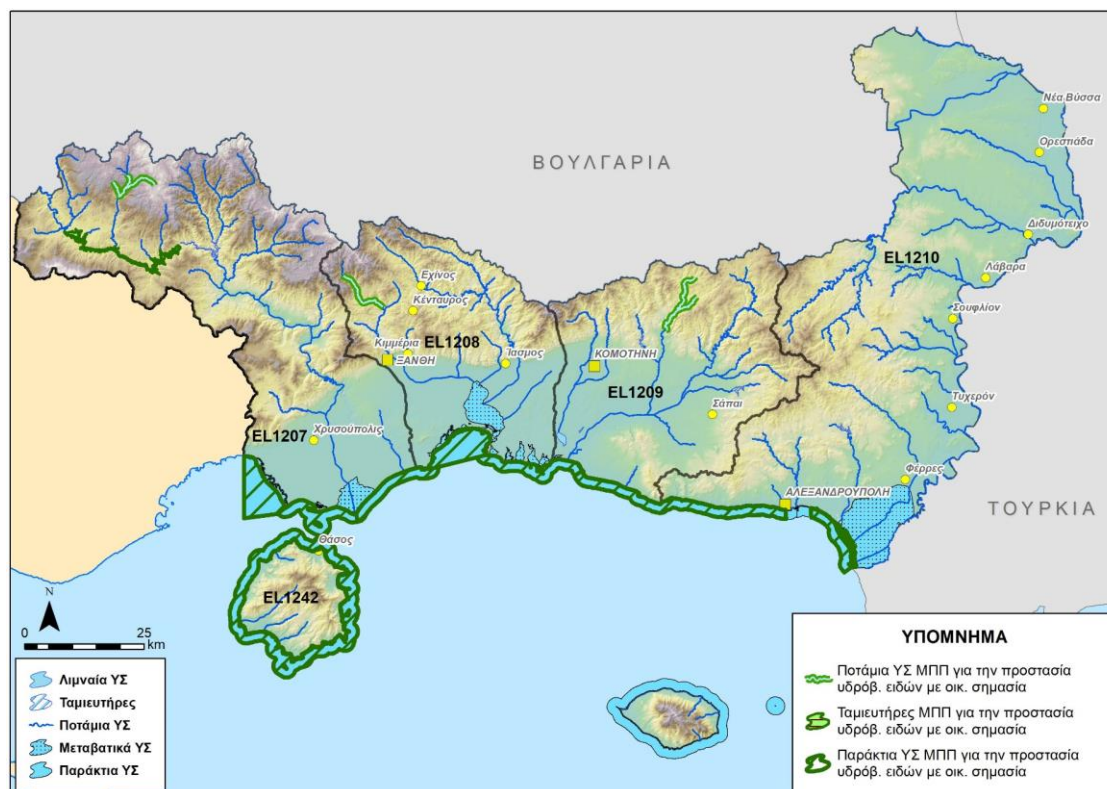 ΒΟΥΛΓΑΡΙΑ
Νέα Βύσσα
Ορεσπάδα
Διδυμότειχο
EL1210
Λάβαρα
Σουφλίον
Εχίνος
Κένταυρος
Κιμμέρια
EL1208
ΞΑΝΘΗ
Ίασμος
ΚΟΜΟΤΗΝΗ
EL1209
Σάπαι
Τυχερόν
EL1207
Χρυσούπολις
Φέρρες
ΑΛΕΞΑΝΔΡΟΥΠΟΛΗ
ΤΟΥΡΚΙΑ
Θάσος
EL1242
N
0 25
km
Λιμναία ΥΣ
Ταμιευτήρες
Ποτάμια ΥΣ
Μεταβατικά ΥΣ
Παράκτια ΥΣ
ΥΠΟΜΝΗΜΑ
Ποτάμια ΥΣ ΜΠΠ για την προστασία
υδρόβ. ειδών με οικ. σημασία
Ταμιευτήρες ΜΠΠ για την προστασία
υδρόβ. ειδών με οικ. σημασία
Παράκτια ΥΣ ΜΠΠ για την προστασία
υδρόβ. ειδών με οικ. σημασία